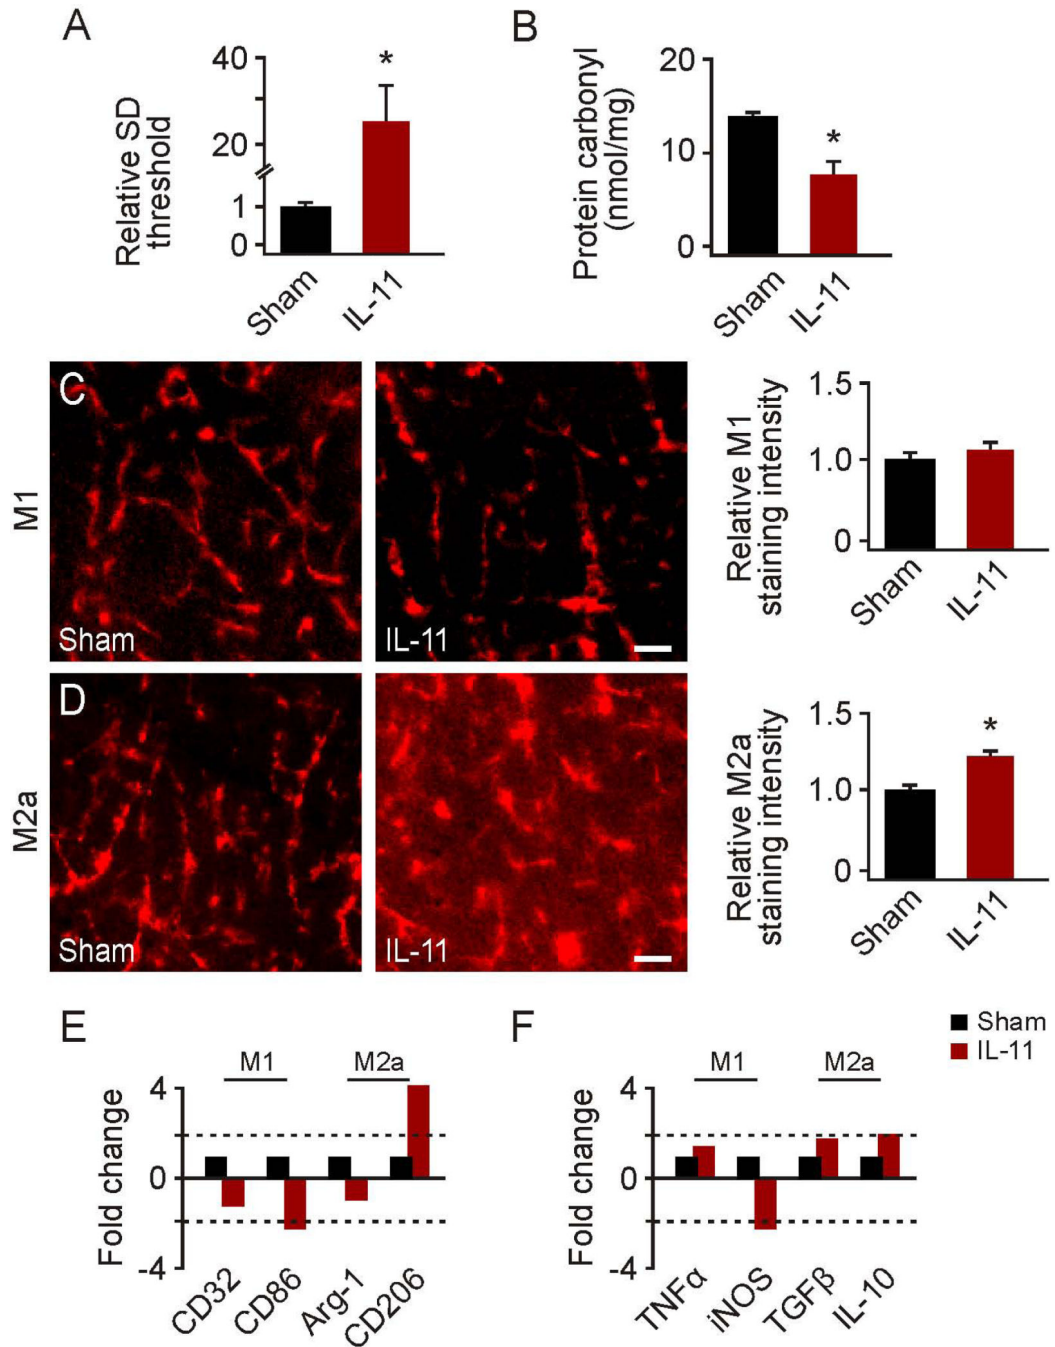 A
Relative SD
threshold
40
20
1
0
*
Sham
IL-11
B
Protein carbonyl
(nmol/mg)
20
10
0
*
Sham
IL-11
M1
C
Sham
IL-11
Relative M1
staining intensity
1.5
1.0
0
Sham
IL-11
M2a
D
Sham
IL-11
Relative M2a
staining intensity
1.5
1.0
0
*
Sham
IL-11
E
M1
M2a
Fold change
4
0
-4
CD32
CD86
Arg-1
CD206
F
Sham
IL-11
M1
M2a
Fold change
4
0
-4
TNFα
iNOS
TGFβ
IL-10